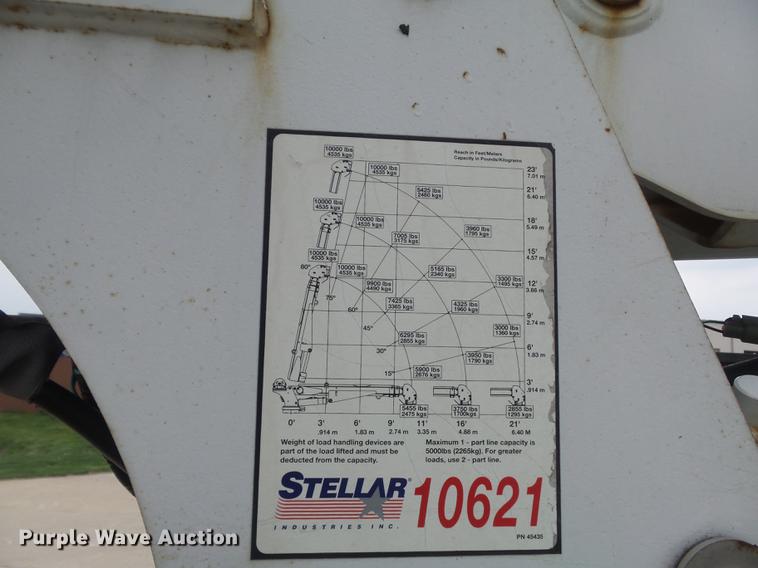 Reach in Feet/Meters
Capacity in Pounds/Kilograms
10000 lbs
4535 kgs
10000 lbs
4535 kgs
23'
7.01 m
5425 lbs
2460 kgs
21'
6.40 m
10000 lbs
4535 kgs
10000 lbs
4535 kgs
18'
5.49 m
7005 lbs
3175 kgs
3960 lbs
1795 kgs
15'
4.57 m
10000 lbs
4535 kgs
80°
10000 lbs
4535 kgs
5165 lbs
2340 kgs
75°
9900 lbs
4490 kgs
3300 lbs
1495 kgs
12'
3.66 m
60°
7425 lbs
3365 kgs
4325 lbs
1960 kgs
9'
2.74 m
45°
6295 lbs
2855 kgs
3000 lbs
1360 kgs
30°
6'
1.83 m
3950 lbs
1790 kgs
15°
5900 lbs
2676 kgs
3'
.914 m
5455 lbs
2475 kgs
3750 lbs
1700kgs
2855 lbs
1295 kgs
0' 3' 6' 9' 11' 16' 21'
.914 m 1.83 m 2.74 m 3.35 m 4.88 m 6.40 M
Weight of load handling devices are
part of the load lifted and must be
deducted from the capacity.
Maximum 1 - part line capacity is
5000lbs (2265kg). For greater
loads, use 2 - part line.
STELLAR
INDUSTRIES INC.
10621
PN 45435
Purple Wave Auction